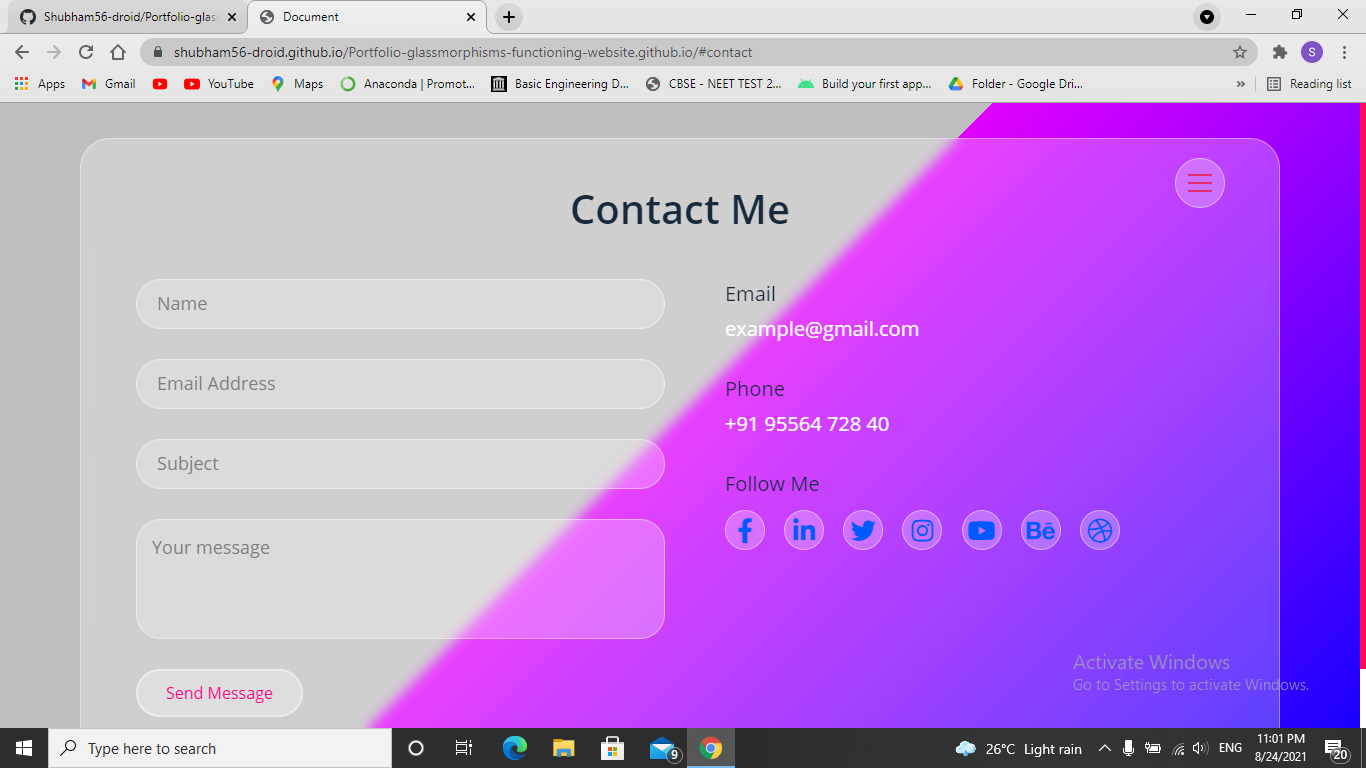 Shubham56-droid/Portfolio-glas
Document
shubham56-droid.github.io/Portfolio-glassmorphisms-functioning-website.github.io/#contact
S
Apps
Gmail
YouTube
Maps
Anaconda | Promot...
Basic Engineering D...
CBSE - NEET TEST 2...
Build your first app...
Folder - Google Dri...
»
Reading list
Contact Me
Name
Email Address
Subject
Your message
Send Message
Email
example@gmail.com
Phone
+91 95564 728 40
Follow Me
f
in
Bē
Activate Windows
Go to Settings to activate Windows.
Type here to search
9
26°C Light rain
ENG
11:01 PM
8/24/2021
20